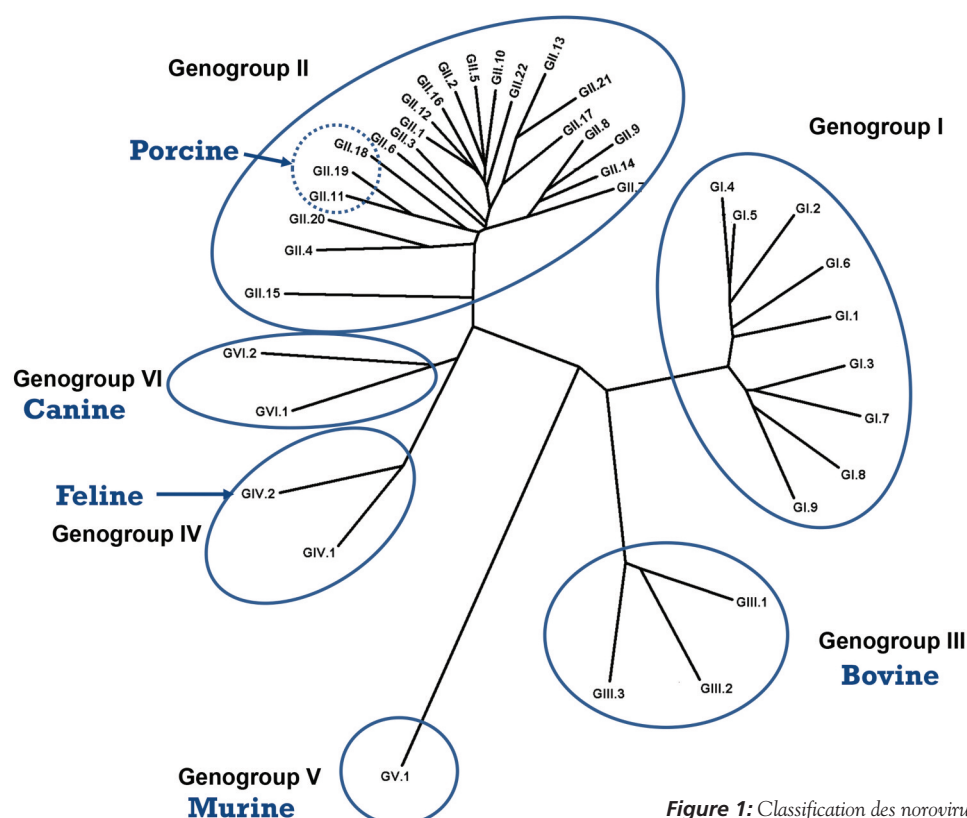 Genogroup II
Porcine
GII.15
GII.4
GII.20
GII.11
GII.19
GII.18
GII.6
GII.3
GII.1
GII.12
GII.16
GII.2
GII.5
GII.10
GII.22
GII.13
GII.21
GII.17
GII.8
GII.9
GII.14
GII.7
Genogroup I
GI.4
GI.5
GI.2
GI.6
GI.1
GI.3
GI.7
GI.8
GI.9
GVI.2
GVI.1
Genogroup VI
Canine
Feline
GIV.2
Genogroup IV
GIV.1
GIII.1
GIII.2
GIII.3
Genogroup III
Bovine
GV.1
Genogroup V
Murine
Figure 1: Classification des noroviru